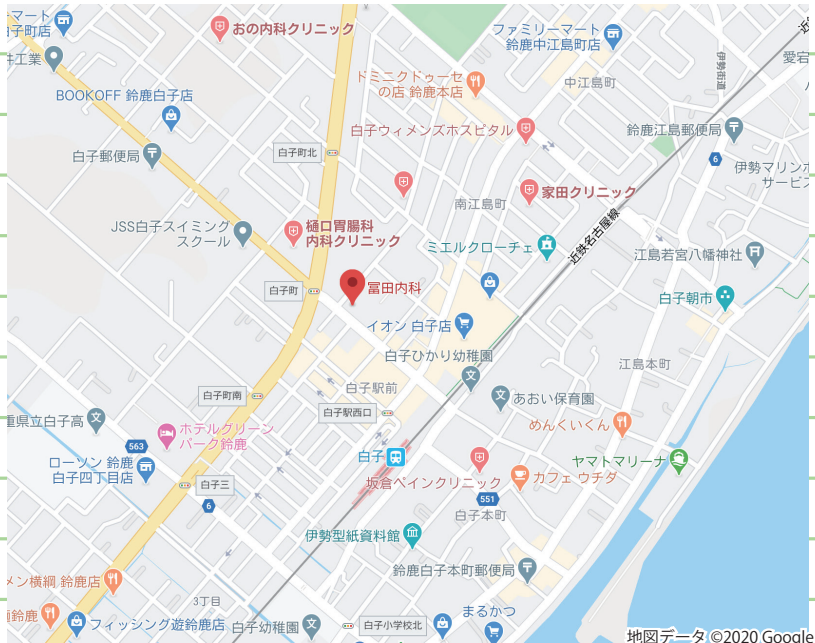 マート
子町店
おの内科クリニック
ファミリーマート
鈴鹿中江島町店
近
井工業
ドミニクドゥーセ
の店 鈴鹿本店
中江島町
伊勢街道
愛宕
BOOKOFF 鈴鹿白子店
白子ウィメンズホスピタル
鈴鹿江島郵便局
白子郵便局
白子町北
6
伊勢マリンホ
サービス
家田クリニック
南江島町
JSS白子スイミング
スクール
樋口胃腸科
内科クリニック
ミエルクローチェ
近鉄名古屋線
江島若宮八幡神社
白子町
冨田内科
白子朝市
イオン 白子店
白子ひかり幼稚園
江島本町
白子駅前
白子町南
あおい保育園
白子駅西口
重県立白子高
めんくいくん
ホテルグリーン
パーク鈴鹿
563
白子
ヤマトマリーナ
ローソン 鈴鹿
白子四丁目店
坂倉ペインクリニック
カフェ ウチダ
白子三
551
6
白子本町
伊勢型紙資料館
鈴鹿白子本町郵便局
メン横綱 鈴鹿店
3丁目
鈴鹿
フィッシング遊鈴鹿店
白子幼稚園
白子小学校北
まるかつ
地図データ ©2020 Google